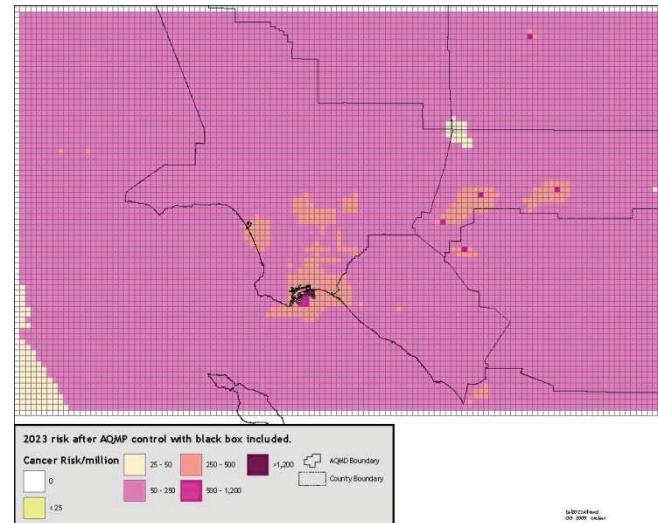 2023 risk after AQMP control with black box included.
Cancer Risk/million
0
< 25
25 - 50
50 - 250
250 - 500
500 - 1,200
>1,200
AQMD Boundary
County Boundary